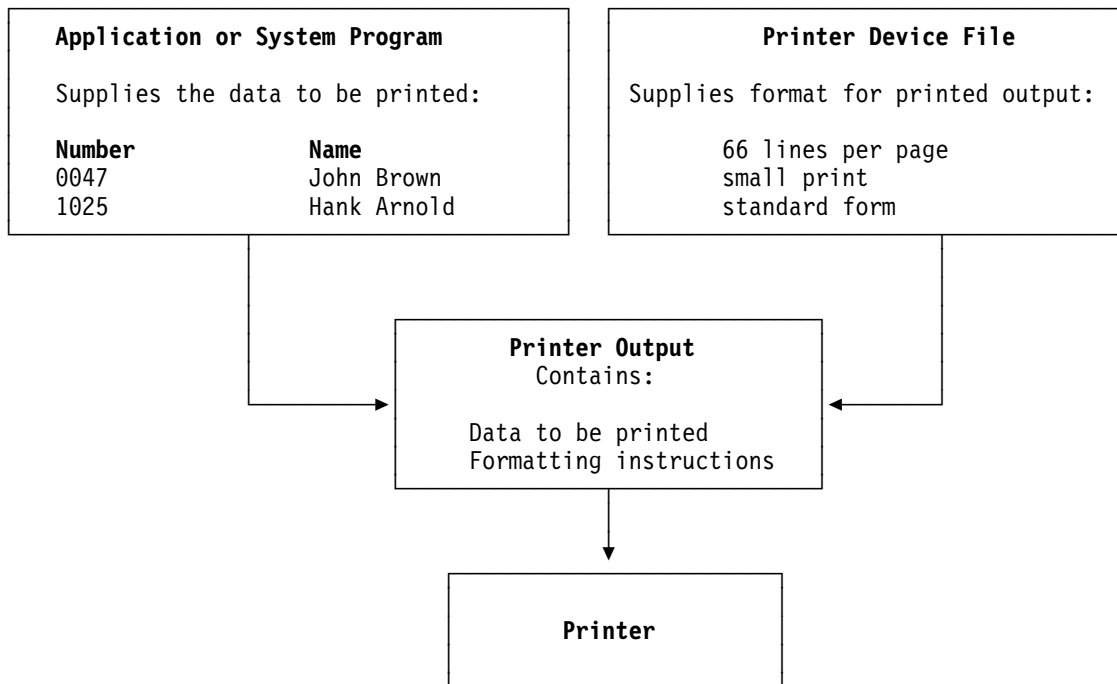 Application or System Program
Supplies the data to be printed:
Number Name
0047 John Brown
1025 Hank Arnold
Printer Device File
Supplies format for printed output:
66 lines per page
small print
standard form
Printer Output
Contains:
Data to be printed
Formatting instructions
Printer